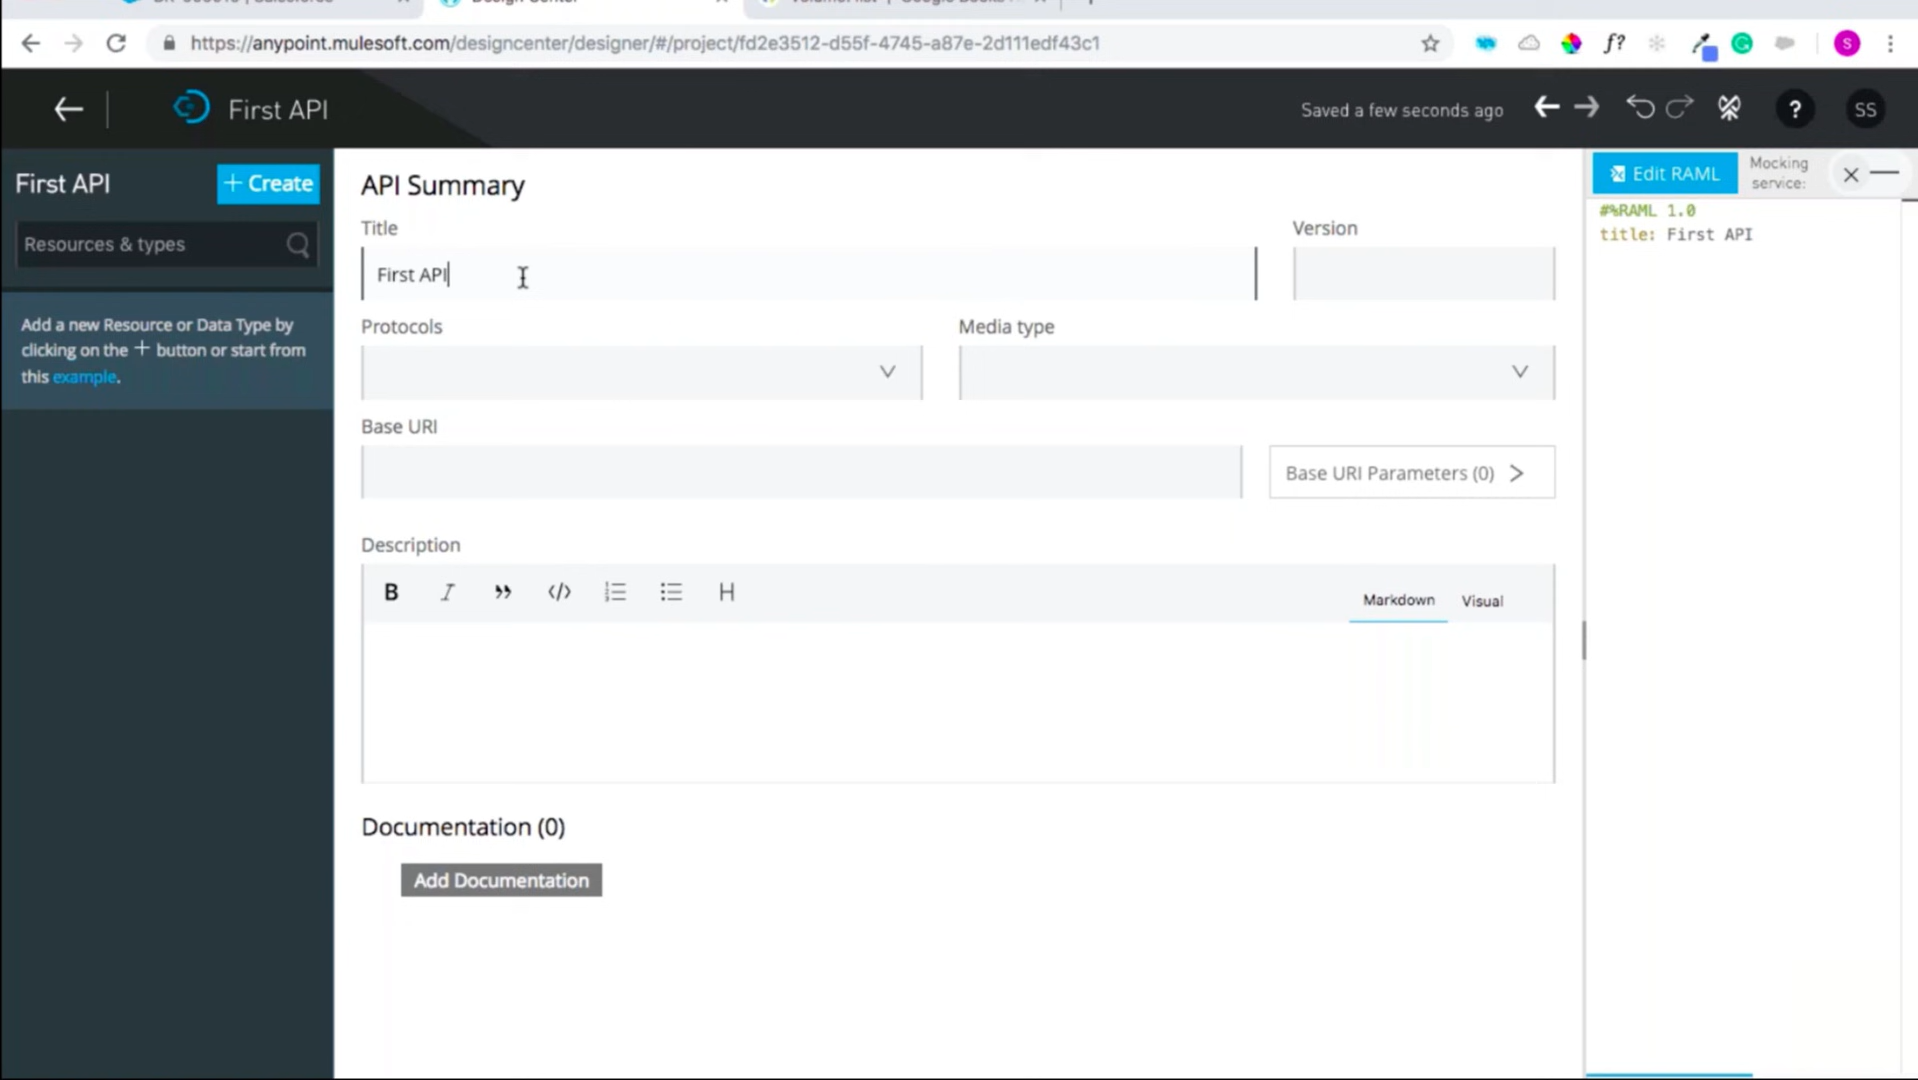 https://anypoint.mulesoft.com/designcenter/designer/#/project/fd2e3512-d55f-4745-a87e-2d111edf43c1
f?
S
First API
Saved a few seconds ago
?
SS
First API
+ Create
Resources & types
Add a new Resource or Data Type by
clicking on the + button or start from
this example.
API Summary
Title
Version
First API
Protocols
Media type
Base URI
Base URI Parameters (0) >
Description
B I ” </> H
Markdown
Visual
Documentation (0)
Add Documentation
Edit RAML
Mocking
service:
#%RAML 1.0
title: First API